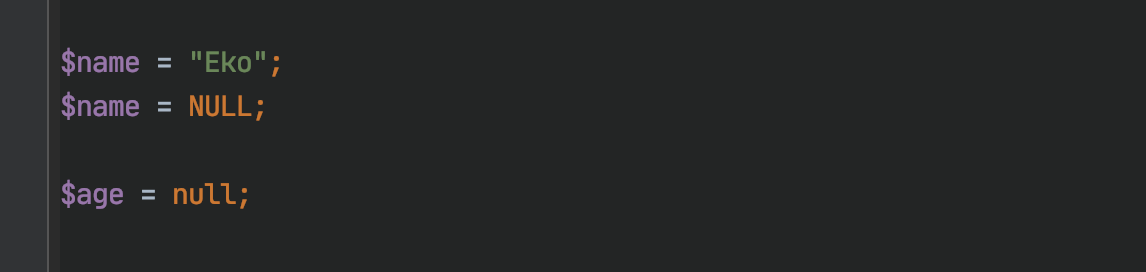 $name = "Eko";
$name = NULL;
$age = null;